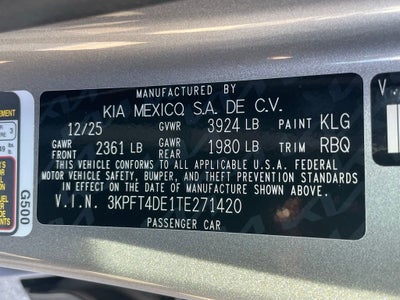 MANUFACTURED BY
KIA MEXICO S.A. DE C.V.
12/25 GVWR 3924 LB PAINT KLG
GAWR FRONT 2361 LB GAWR REAR 1980 LB TRIM RBQ
THIS VEHICLE CONFORMS TO ALL APPLICABLE U.S.A. FEDERAL
MOTOR VEHICLE SAFETY, BUMPER, AND THEFT PREVENTION STANDARDS
IN EFFECT ON THE DATE OF MANUFACTURE SHOWN ABOVE.
V.I.N. 3KPFT4DE1TE271420
PASSENGER CAR
G500